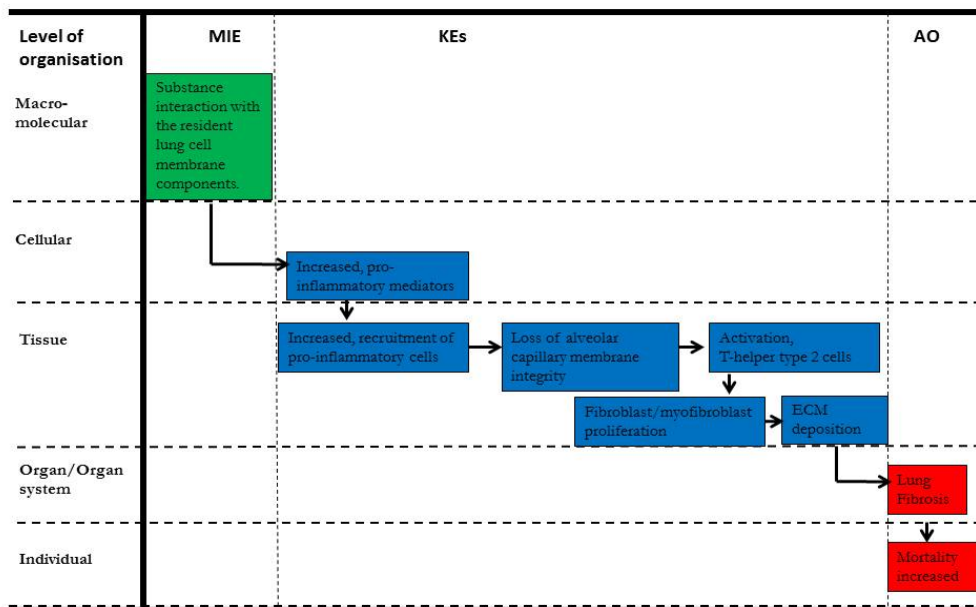 Level of
organisation
MIE
KEs
AO
Macro-
molecular
Substance
interaction with
the resident
lung cell
membrane
components.
Cellular
Increased, pro-
inflammatory mediators
Tissue
Increased, recruitment of
pro-inflammatory cells
Loss of alveolar
capillary membrane
integrity
Activation,
T-helper type 2 cells
Fibroblast/myofibroblast
proliferation
ECM
deposition
Organ/Organ
system
Lung
Fibrosis
Individual
Mortality
increased